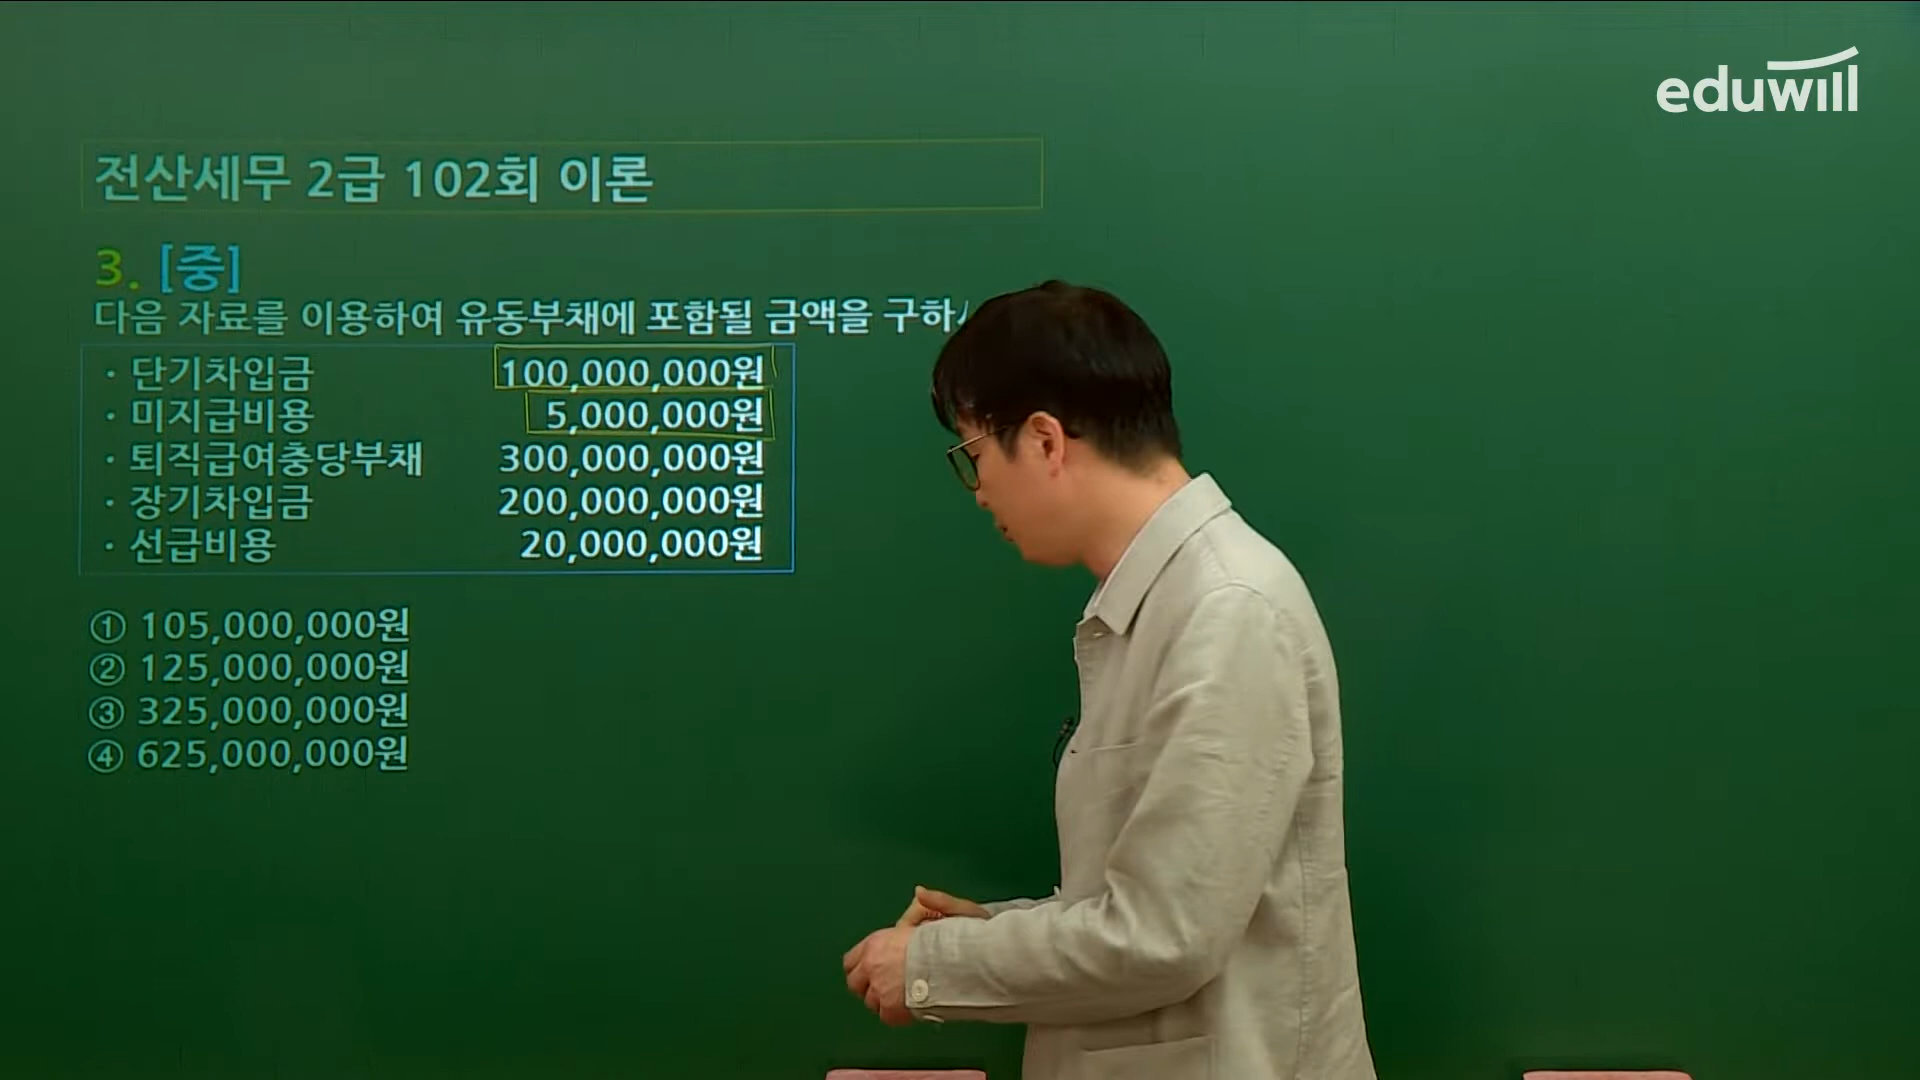 eduwill
전산세무 2급 102회 이론
3. [중]
다음 자료를 이용하여 유동부채에 포함될 금액을 구하
· 단기차입금 100,000,000원
· 미지급비용 5,000,000원
· 퇴직급여충당부채 300,000,000원
· 장기차입금 200,000,000원
· 선급비용 20,000,000원
① 105,000,000원
② 125,000,000원
③ 325,000,000원
④ 625,000,000원